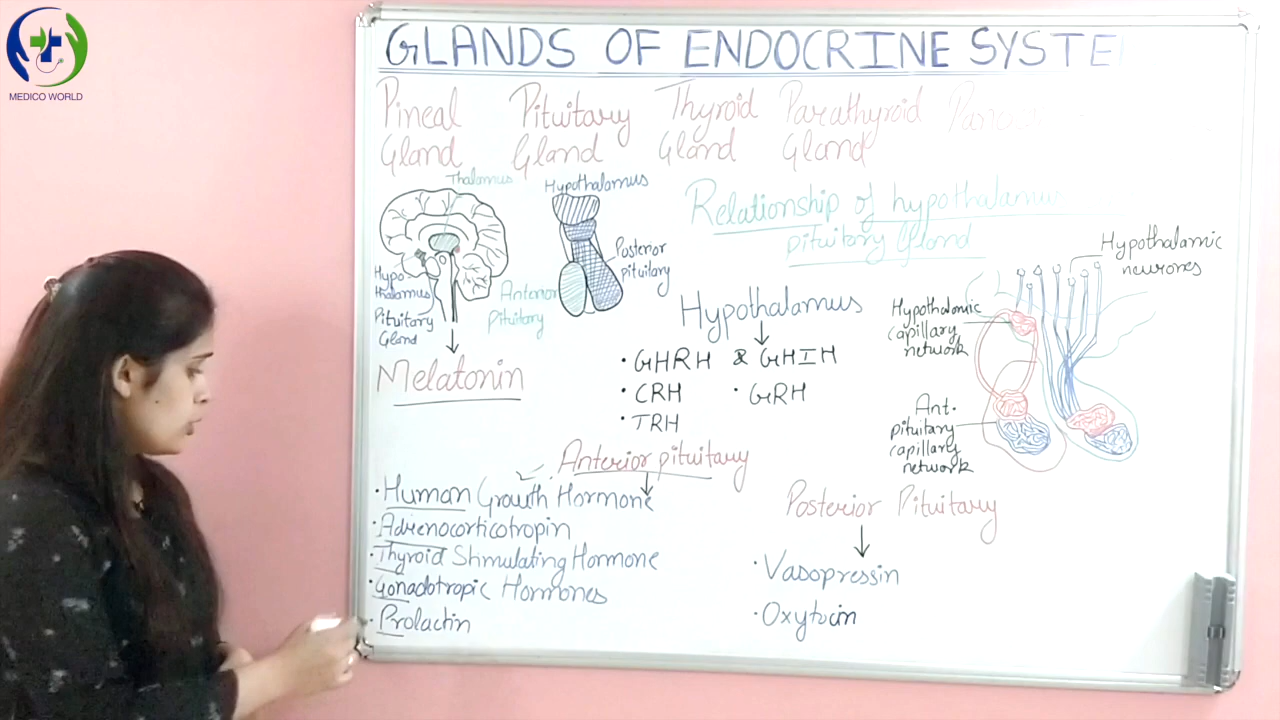 MEDICO WORLD
GLANDS OF ENDOCRINE SYSTE
Pineal Gland
Pituitary Gland
Thyroid Gland
Parathyroid Gland
Thalamus
Hypo
thalamus
Pituitary
Gland
Melatonin
Hypothalamus
Posterior
pituitary
Anterior
pituitary
Relationship of hypothalamus
pituitary Gland
Hypothalamic
neurones
Hypothalamic
capillary
network
Ant.
pituitary
capillary
network
Hypothalamus
• GHRH & GHIH
• CRH • GRH
• TRH
Anterior pituitary
• Human Growth Hormone
• Adrenocorticotropin
• Thyroid Stimulating Hormone
• Gonadotropic Hormones
• Prolactin
Posterior Pituitary
• Vasopressin
• Oxytocin